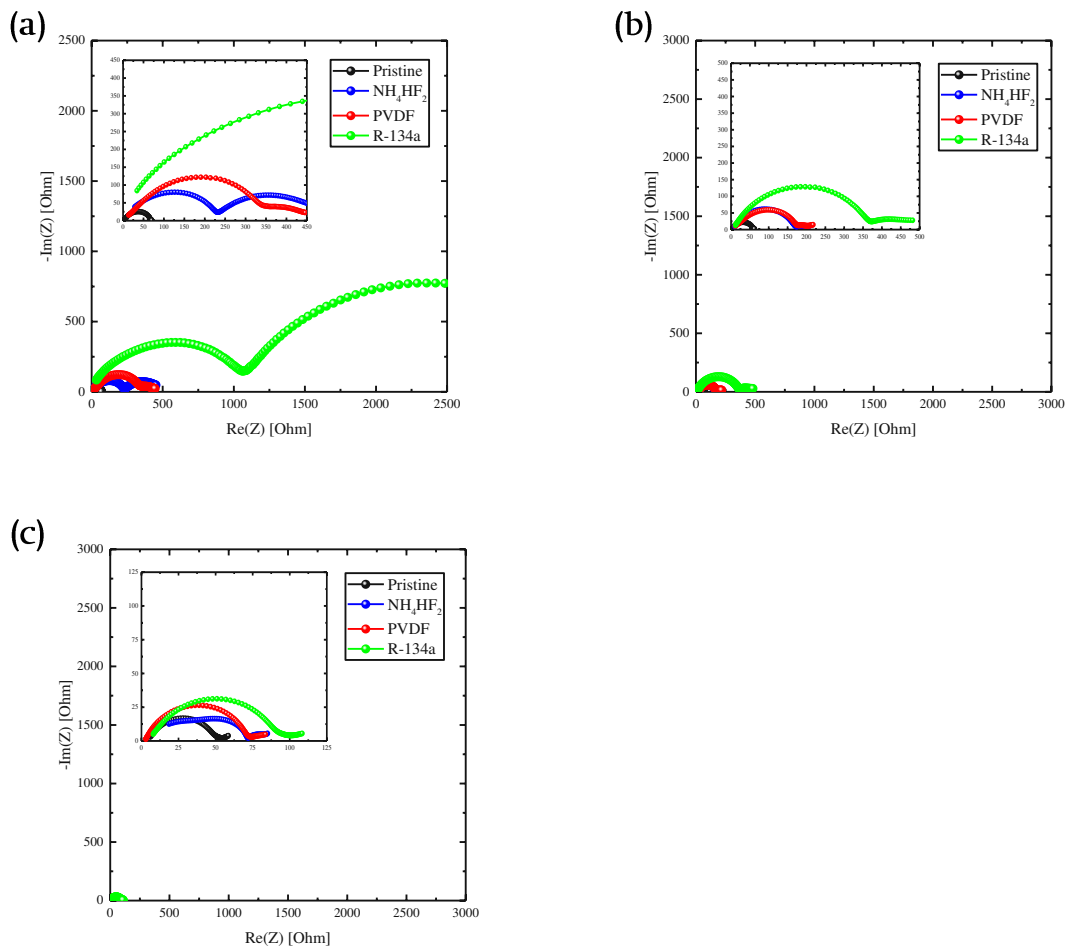 (a)
2500
2000
1500
1000
500
0
0 500 1000 1500 2000 2500
-Im(Z) [Ohm]
Re(Z) [Ohm]
450
400
350
300
250
200
150
100
50
0
0 50 100 150 200 250 300 350 400 450
Pristine
NH4HF2
PVDF
R-134a
(b)
3000
2500
2000
1500
1000
500
0
0 500 1000 1500 2000 2500 3000
-Im(Z) [Ohm]
Re(Z) [Ohm]
500
450
400
350
300
250
200
150
100
50
0
0 50 100 150 200 250 300 350 400 450 500
Pristine
NH4HF2
PVDF
R-134a
(c)
3000
2500
2000
1500
1000
500
0
0 500 1000 1500 2000 2500 3000
-Im(Z) [Ohm]
Re(Z) [Ohm]
125
100
75
50
25
0
0 25 50 75 100 125
Pristine
NH4HF2
PVDF
R-134a